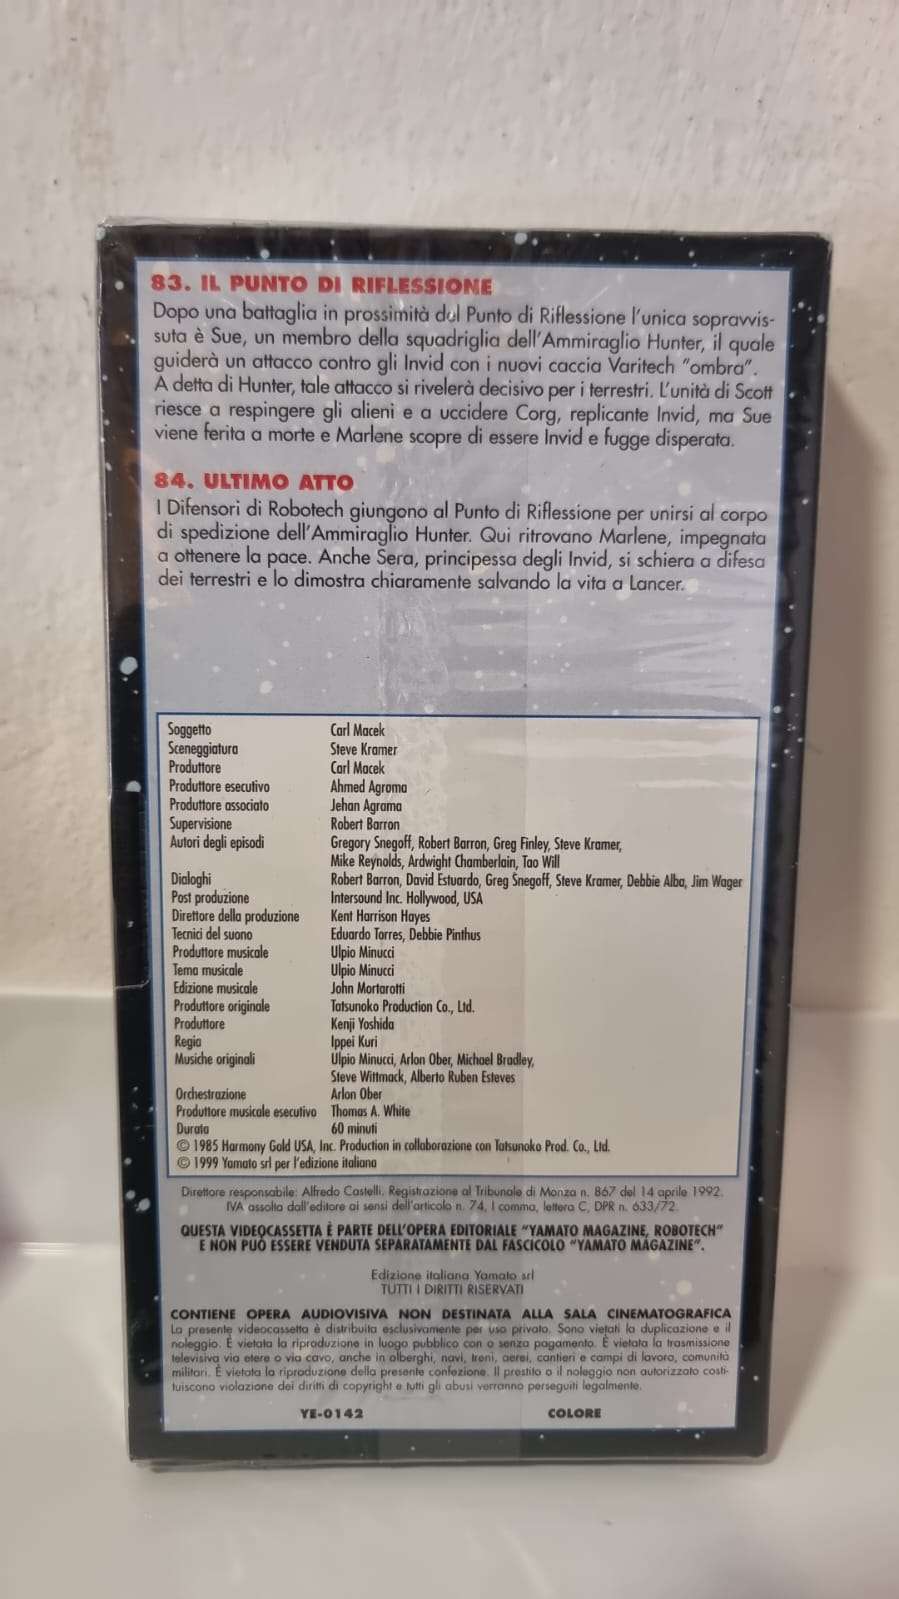 83. IL PUNTO DI RIFLESSIONE
Dopo una battaglia in prossimità del Punto di Riflessione l'unica sopravvis-
suta è Sue, un membro della squadriglia dell'Ammiraglio Hunter, il quale
guiderà un attacco contro gli Invid con i nuovi caccia Varitech "ombra".
A detta di Hunter, tale attacco si rivelerà decisivo per i terrestri. L'unità di Scott
riesce a respingere gli alieni e a uccidere Corg, replicante Invid, ma Sue
viene ferita a morte e Marlene scopre di essere Invid e fugge disperata.
84. ULTIMO ATTO
I Difensori di Robotech giungono al Punto di Riflessione per unirsi al corpo
di spedizione dell'Ammiraglio Hunter. Qui ritrovano Marlene, impegnata
a ottenere la pace. Anche Sera, principessa degli Invid, si schiera a difesa
dei terrestri e lo dimostra chiaramente salvando la vita a Lancer.
Soggetto Carl Macek
Sceneggiatura Steve Kramer
Produttore Carl Macek
Produttore esecutivo Ahmed Agrama
Produttore associato Jehan Agrama
Supervisione Robert Barron
Autori degli episodi Gregory Snegoff, Robert Barron, Greg Finley, Steve Kramer,
Mike Reynolds, Ardwight Chamberlain, Tao Will
Dialoghi Robert Barron, David Estuardo, Greg Snegoff, Steve Kramer, Debbie Alba, Jim Wager
Post produzione Intersound Inc. Hollywood, USA
Direttore della produzione Kent Harrison Hayes
Tecnici del suono Eduardo Torres, Debbie Pinthus
Produttore musicale Ulpio Minucci
Tema musicale Ulpio Minucci
Edizione musicale John Mortarotti
Produttore originale Tatsunoko Production Co., Ltd.
Produttore Kenji Yoshida
Regia Ippei Kuri
Musiche originali Ulpio Minucci, Arlon Ober, Michael Bradley,
Steve Wittmack, Alberto Ruben Esteves
Orchestrazione Arlon Ober
Produttore musicale esecutivo Thomas A. White
Durata 60 minuti
© 1985 Harmony Gold USA, Inc. Production in collaborazione con Tatsunoko Prod. Co., Ltd.
© 1999 Yamato srl per l'edizione italiana
Direttore responsabile: Alfredo Castelli. Registrazione al Tribunale di Monza n. 867 del 14 aprile 1992.
IVA assolta dall'editore ai sensi dell'articolo n. 74, I comma, lettera C, DPR n. 633/72.
QUESTA VIDEOCASSETTA È PARTE DELL'OPERA EDITORIALE "YAMATO MAGAZINE, ROBOTECH"
E NON PUÒ ESSERE VENDUTA SEPARATAMENTE DAL FASCICOLO "YAMATO MAGAZINE".
Edizione italiana Yamato srl
TUTTI I DIRITTI RISERVATI
CONTIENE OPERA AUDIOVISIVA NON DESTINATA ALLA SALA CINEMATOGRAFICA
La presente videocassetta è distribuita esclusivamente per uso privato. Sono vietati la duplicazione e il
noleggio. È vietata la riproduzione in luogo pubblico con o senza pagamento. È vietata la trasmissione
televisiva via etere o via cavo, anche in alberghi, navi, treni, aerei, cantieri e campi di lavoro, comunità
militari. È vietata la riproduzione della presente confezione. Il prestito o il noleggio non autorizzato costi-
tuiscono violazione dei diritti di copyright e tutti gli abusi verranno perseguiti legalmente.
YE-0142 COLORE